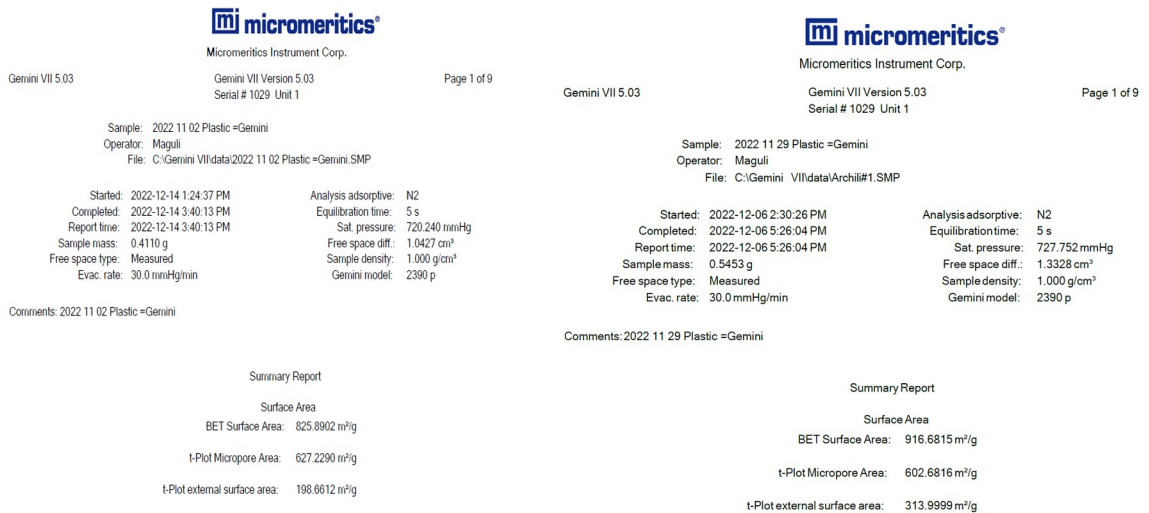 mi micromeritics®
Micromeritics Instrument Corp.
Gemini VII 5.03 Gemini VII Version 5.03 Page 1 of 9
Serial # 1029 Unit 1
Sample: 2022 11 02 Plastic =Gemini
Operator: Maguli
File: C:\Gemini VII\data\2022 11 02 Plastic =Gemini.SMP
Started: 2022-12-14 1:24:37 PM Analysis adsorptive: N2
Completed: 2022-12-14 3:40:13 PM Equilibration time: 5 s
Report time: 2022-12-14 3:40:13 PM Sat. pressure: 720.240 mmHg
Sample mass: 0.4110 g Free space diff.: 1.0427 cm³
Free space type: Measured Sample density: 1.000 g/cm³
Evac. rate: 30.0 mmHg/min Gemini model: 2390 p
Comments: 2022 11 02 Plastic =Gemini
Summary Report
Surface Area
BET Surface Area: 825.8902 m²/g
t-Plot Micropore Area: 627.2290 m²/g
t-Plot external surface area: 198.6612 m²/g
mi micromeritics®
Micromeritics Instrument Corp.
Gemini VII 5.03 Gemini VII Version 5.03 Page 1 of 9
Serial # 1029 Unit 1
Sample: 2022 11 29 Plastic =Gemini
Operator: Maguli
File: C:\Gemini VII\data\Archili#1.SMP
Started: 2022-12-06 2:30:26 PM Analysis adsorptive: N2
Completed: 2022-12-06 5:26:04 PM Equilibration time: 5 s
Report time: 2022-12-06 5:26:04 PM Sat. pressure: 727.752 mmHg
Sample mass: 0.5453 g Free space diff.: 1.3328 cm³
Free space type: Measured Sample density: 1.000 g/cm³
Evac. rate: 30.0 mmHg/min Gemini model: 2390 p
Comments: 2022 11 29 Plastic =Gemini
Summary Report
Surface Area
BET Surface Area: 916.6815 m²/g
t-Plot Micropore Area: 602.6816 m²/g
t-Plot external surface area: 313.9999 m²/g